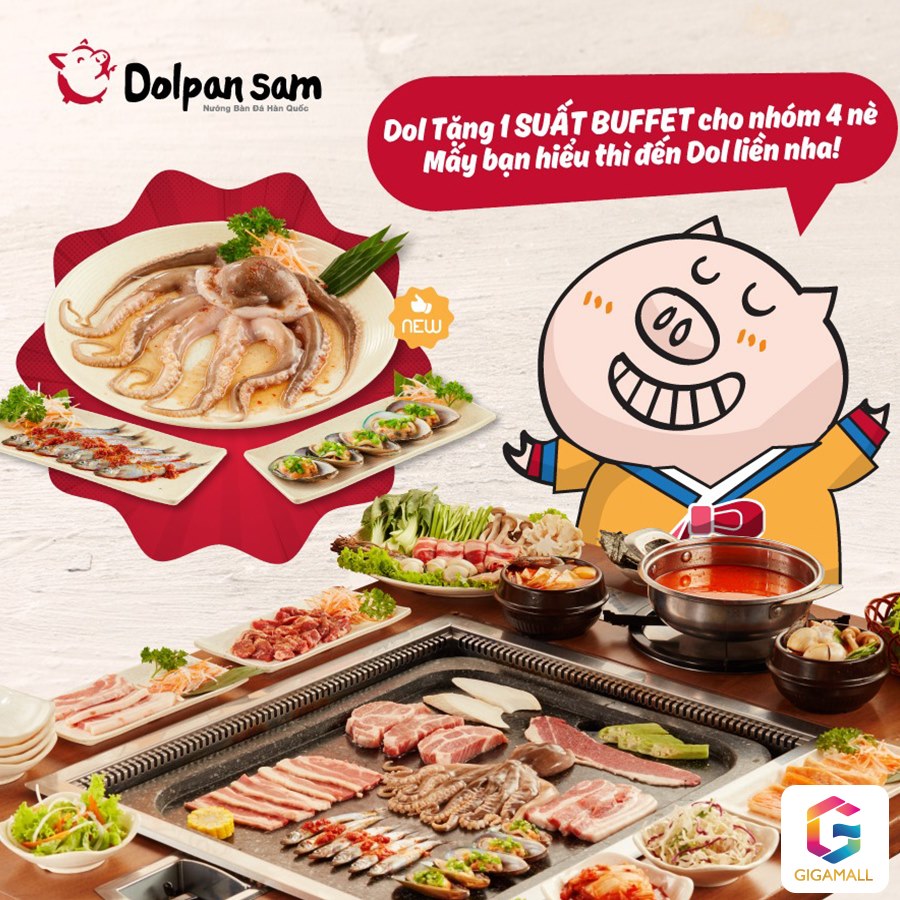 Dolpan sam
Nướng Bàn Đá Hàn Quốc
Dol Tặng 1 SUẤT BUFFET cho nhóm 4 nè
Mấy bạn hiểu thì đến Dol liền nha!
NEW
GIGAMALL